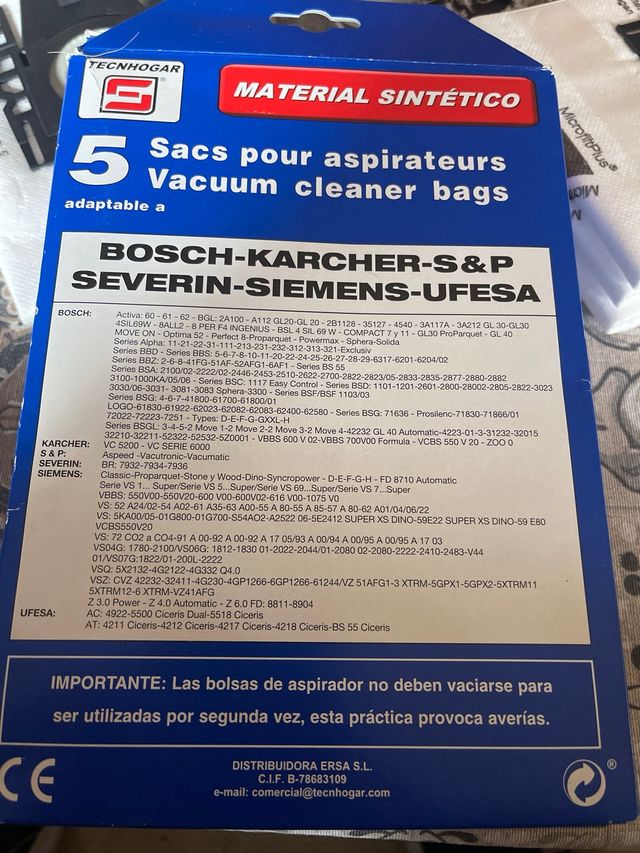 TECNHOGAR
MATERIAL SINTÉTICO
5 Sacs pour aspirateurs
Vacuum cleaner bags
adaptable a
BOSCH-KARCHER-S&P
SEVERIN-SIEMENS-UFESA
BOSCH: Activa: 60 - 61 - 62 - BGL: 2A100 - A112 GL20-GL 20 - 2B1128 - 35127 - 4540 - 3A117A - 3A212 GL 30-GL30
4SIL69W - 8ALL2 - 8 PER F4 INGENIUS - BSL 4 SIL 69 W - COMPACT 7 y 11 - GL30 ProParquet - GL 40
MOVE ON - Optima 52 - Perfect 8-Proparquet - Powermax - Sphera-Solida
Series Alpha: 11-21-22-31-111-211-213-231-232-312-313-321-Exclusiv
Series BBD - Series BBS: 5-6-7-8-10-11-20-22-24-25-26-27-28-29-6317-6201-6204/02
Series BBZ: 2-6-8-41FG-51AF-52AFG1-6AF1 - Series BS 55
Series BSA: 2100/02-2222/02-2446-2453-2510-2622-2700-2822-2823/05-2833-2835-2877-2880-2882
3100-1000KA/05/06 - Series BSC: 1117 Easy Control - Series BSD: 1101-1201-2601-2800-28002-2805-2822-3023
3030/06-3031- 3081-3083 Sphera-3300 - Series BSF/BSF 1103/03
Series BSG: 4-6-7-41800-61700-61800/01
LOGO-61830-61922-62023-62082-62083-62400-62580 - Series BSG: 71636 - Prosilenc-71830-71866/01
72022-72223-7251 - Types: D-E-F-G-GXXL-H
Series BSGL: 3-4-5-2 Move 1-2 Move 2-2 Move 3-2 Move 4-42232 GL 40 Automatic-4223-01-3-31232-32015
32210-32211-52322-52532-5Z0001 - VBBS 600 V 02-VBBS 700V00 Formula - VCBS 550 V 20 - ZOO 0
KARCHER: VC 5200 - VC SERIE 6000
S & P: Aspeed -Vacutronic-Vacumatic
SEVERIN: BR: 7932-7934-7936
SIEMENS: Classic-Proparquet-Stone y Wood-Dino-Syncropower - D-E-F-G-H - FD 8710 Automatic
Serie VS 1... Super/Serie VS 5...Super/Serie VS 69...Super/Serie VS 7...Super
VBBS: 550V00-550V20-600 V00-600V02-616 V00-1075 V0
VS: 52 A24/02-54 A02-61 A35-63 A00-55 A 80-55 A 85-57 A 80-62 A01/04/06/22
VS: 5KA00/05-01G800-01G700-S54AO2-A2522 06-5E2412 SUPER XS DINO-59E22 SUPER XS DINO-59 E80
VCBS550V20
VS: 72 CO2 a CO4-91 A 00-92 A 00-92 A 17 05/93 A 00/94 A 00/95 A 00/95 A 17 03
VS04G: 1780-2100/VS06G: 1812-1830 01-2022-2044/01-2080 02-2080-2222-2410-2483-V44
01/VS07G:1822/01-200L-2222
VSQ: 5X2132-4G2122-4G332 Q4.0
VSZ: CVZ 42232-32411-4G230-4GP1266-6GP1266-61244/VZ 51AFG1-3 XTRM-5GPX1-5GPX2-5XTRM11
5XTRM12-6 XTRM-VZ41AFG
Z 3.0 Power - Z 4.0 Automatic - Z 6.0 FD: 8811-8904
UFESA: AC: 4922-5500 Ciceris Dual-5518 Ciceris
AT: 4211 Ciceris-4212 Ciceris-4217 Ciceris-4218 Ciceris-BS 55 Ciceris
IMPORTANTE: Las bolsas de aspirador no deben vaciarse para
ser utilizadas por segunda vez, esta práctica provoca averías.
CE
DISTRIBUIDORA ERSA S.L.
C.I.F. B-78683109
e-mail: comercial@tecnhogar.com
®
MicrofitPlus®